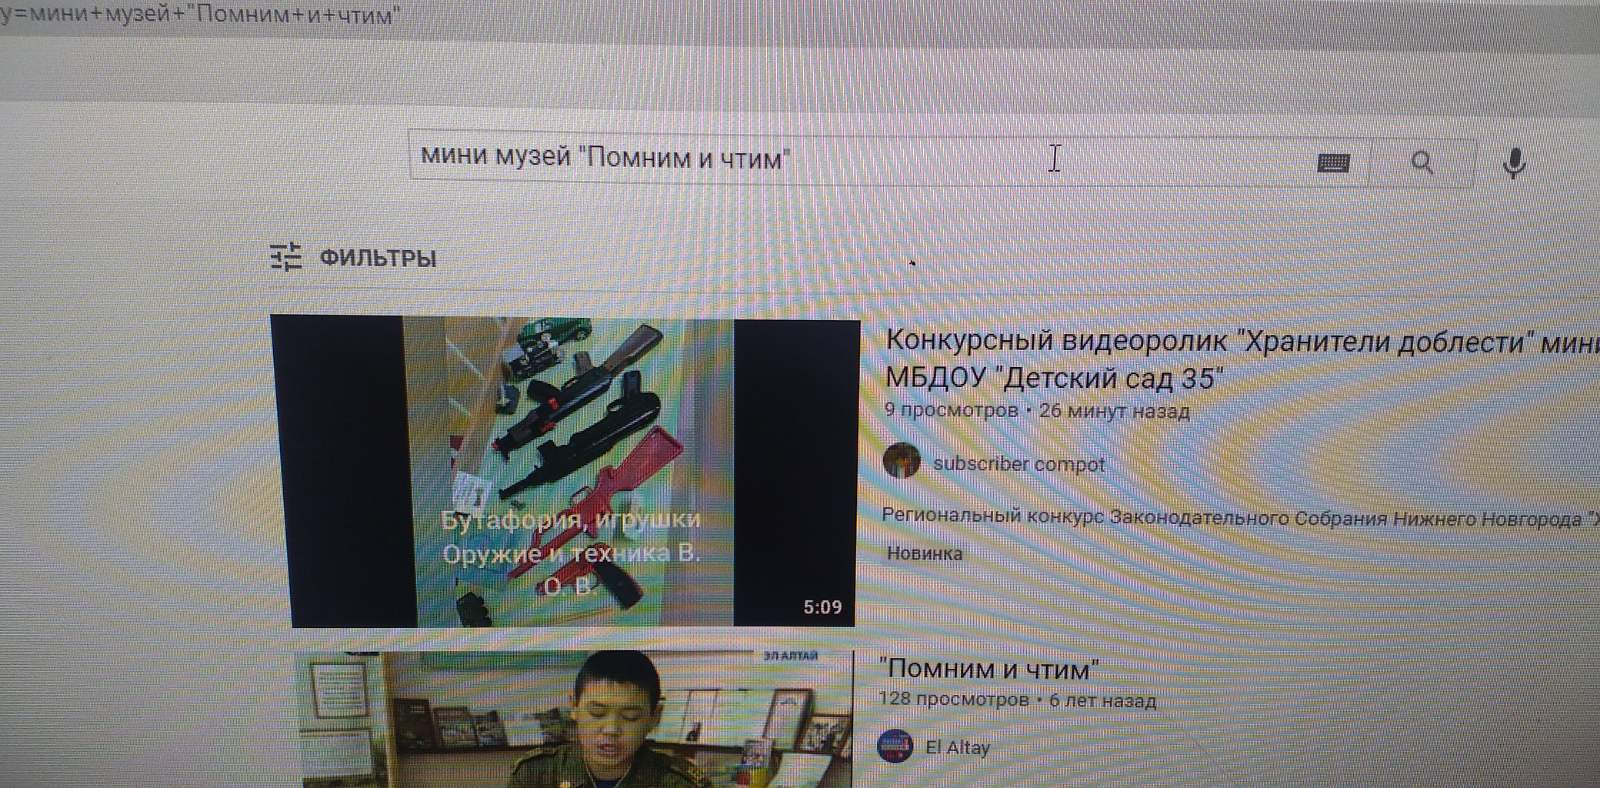 y=мини+музей+"Помним+и+чтим"
мини музей "Помним и чтим"
ФИЛЬТРЫ
Конкурсный видеоролик "Хранители доблести" мини
МБДОУ "Детский сад 35"
9 просмотров • 26 минут назад
subscriber compot
Региональный конкурс Законодательного Собрания Нижнего Новгорода "Х
Новинка
Бутафория, игрушки
Оружие и техника В.
О. В.
5:09
ЭЛ АЛТАЙ
"Помним и чтим"
128 просмотров • 6 лет назад
El Altay